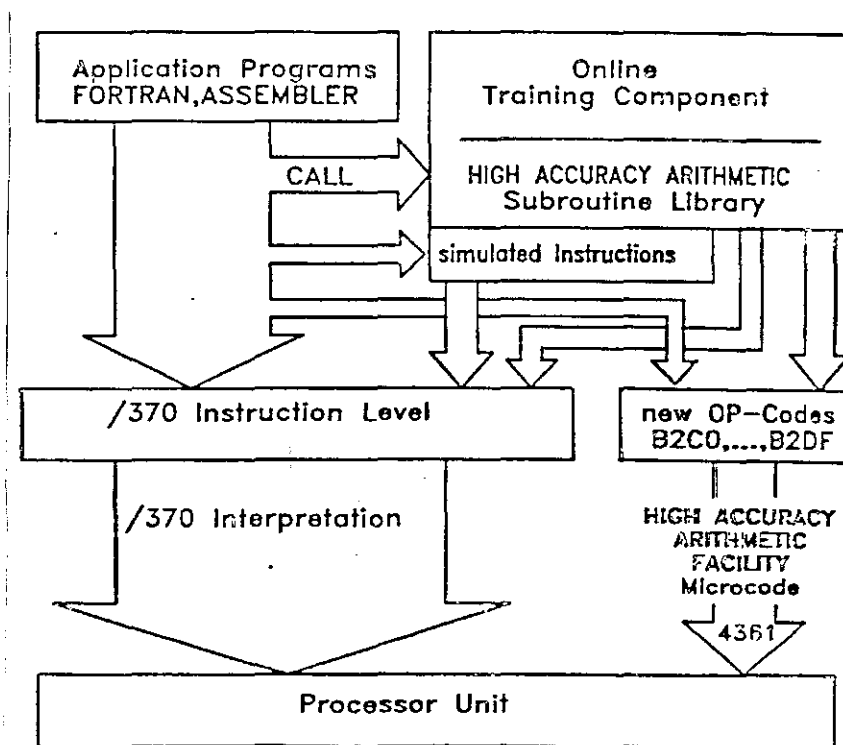 Application Programs
FORTRAN,ASSEMBLER
Online
Training Component
CALL
HIGH ACCURACY ARITHMETIC
Subroutine Library
simulated Instructions
/370 Instruction Level
new OP-Codes
B2C0,...,B2DF
/370 Interpretation
HIGH ACCURACY
ARITHMETIC
FACILITY
Microcode
4361
Processor Unit